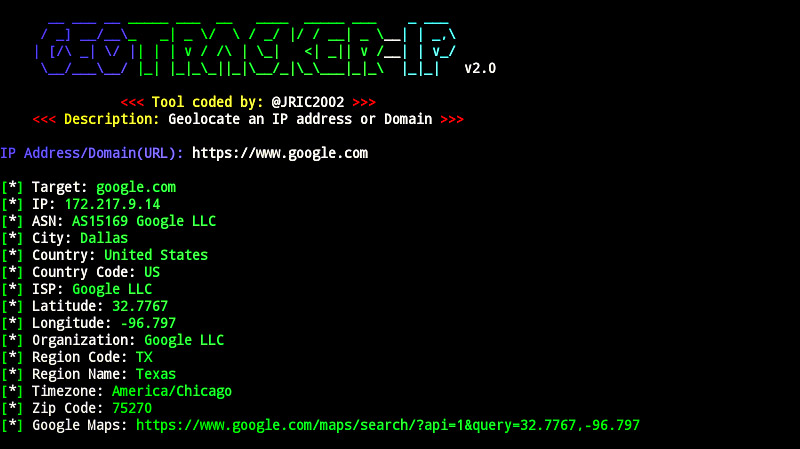 GEOTRACKER-IP v2.0
<<< Tool coded by: @JRIC2002 >>>
<<< Description: Geolocate an IP address or Domain >>>
IP Address/Domain(URL): https://www.google.com
[*] Target: google.com
[*] IP: 172.217.9.14
[*] ASN: AS15169 Google LLC
[*] City: Dallas
[*] Country: United States
[*] Country Code: US
[*] ISP: Google LLC
[*] Latitude: 32.7767
[*] Longitude: -96.797
[*] Organization: Google LLC
[*] Region Code: TX
[*] Region Name: Texas
[*] Timezone: America/Chicago
[*] Zip Code: 75270
[*] Google Maps: https://www.google.com/maps/search/?api=1&query=32.7767,-96.797